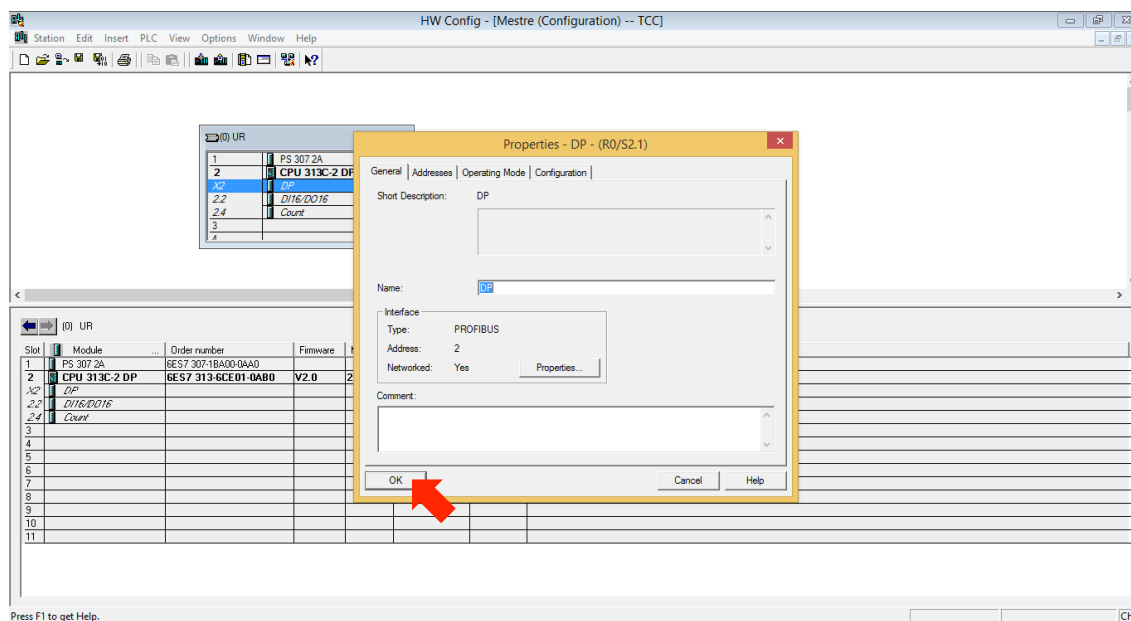 HW Config - [Mestre (Configuration) -- TCC]
Station Edit Insert PLC View Options Window Help
(0) UR
1 PS 307 2A
2 CPU 313C-2 DP
X2 DP
2.2 DI16/DO16
2.4 Count
3
4
Properties - DP - (R0/S2.1)
General Addresses Operating Mode Configuration
Short Description: DP
Name: DP
Interface
Type: PROFIBUS
Address: 2
Networked: Yes Properties...
Comment:
OK Cancel Help
(0) UR
Slot Module ... Order number Firmware
1 PS 307 2A 6ES7 307-1BA00-0AA0
2 CPU 313C-2 DP 6ES7 313-6CE01-0AB0 V2.0 2
X2 DP
2.2 DI16/DO16
2.4 Count
3
4
5
6
7
8
9
10
11
Press F1 to get Help.